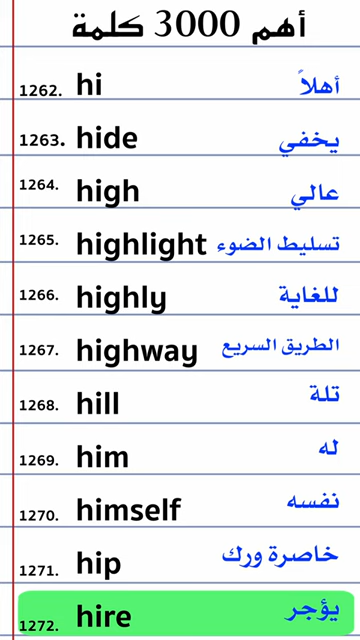 أهم 3000 كلمة
1262. hi أهلاً
1263. hide يخفي
1264. high عالي
1265. highlight تسليط الضوء
1266. highly للغاية
1267. highway الطريق السريع
1268. hill تلة
1269. him له
1270. himself نفسه
1271. hip خاصرة ورك
1272. hire يؤجر